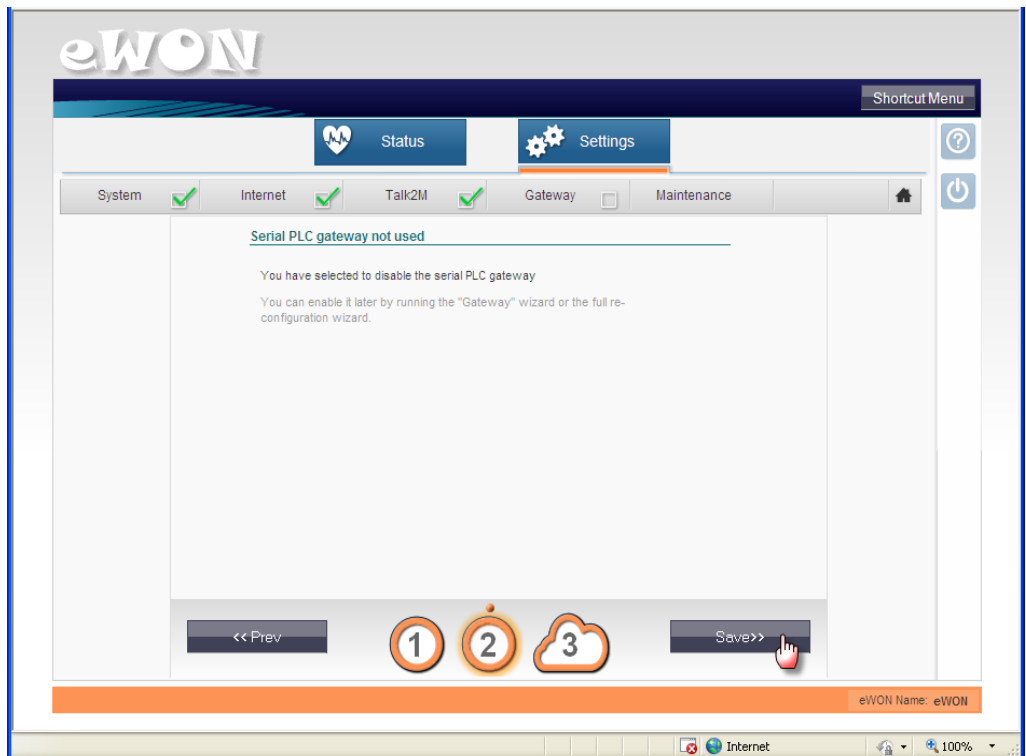 eWON
Shortcut Menu
Status
Settings
System
Internet
Talk2M
Gateway
Maintenance
Serial PLC gateway not used
You have selected to disable the serial PLC gateway
You can enable it later by running the "Gateway" wizard or the full re-
configuration wizard.
<< Prev
1
2
3
Save>>
eWON Name: eWON
Internet
100%